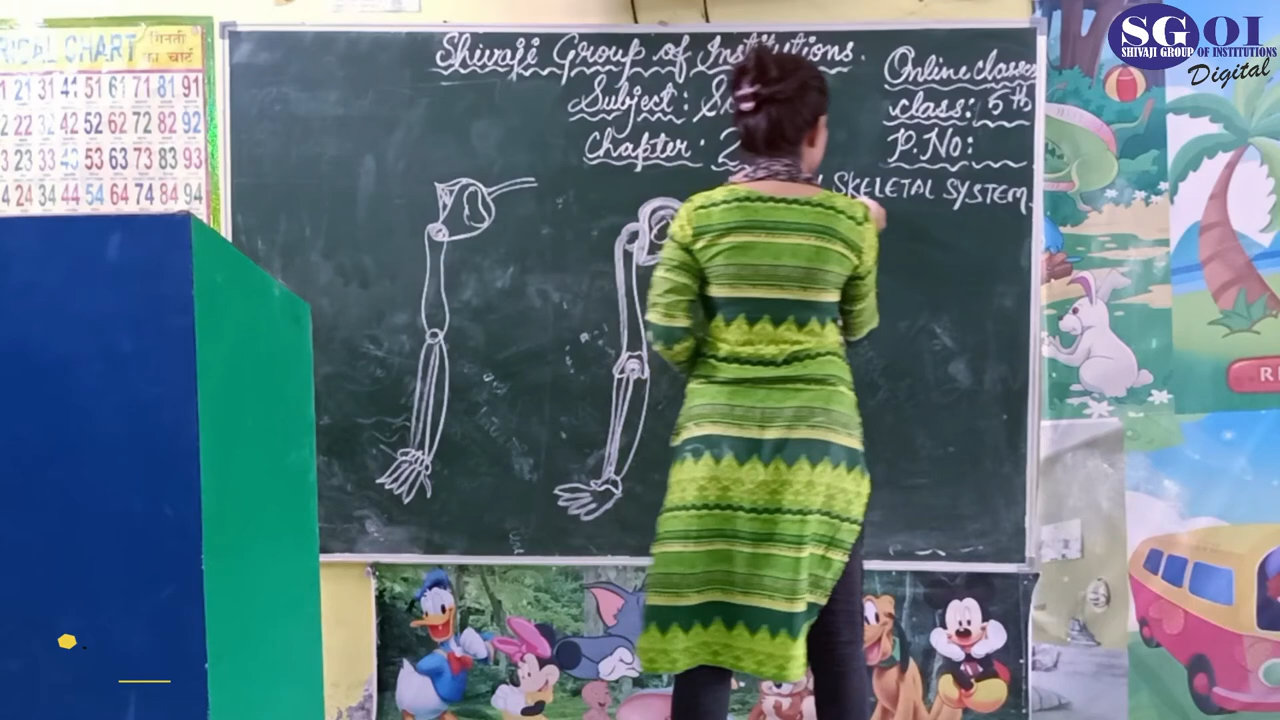 RICAL CHART गिनती का चार्ट
1 21 31 41 51 61 71 81 91
2 22 32 42 52 62 72 82 92
3 23 33 43 53 63 73 83 93
4 24 34 44 54 64 74 84 94
Shivaji Group of Institutions.
Subject: S
Chapter: 2
Online classes
class: 5th
P.No:
SKELETAL SYSTEM.
SGOI
SHIVAJI GROUP OF INSTITUTIONS
Digital
R